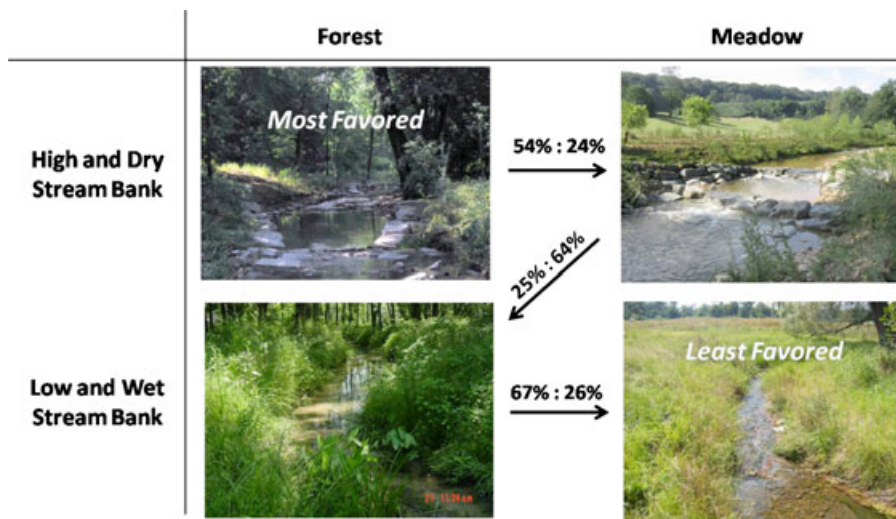 Forest
Meadow
High and Dry
Stream Bank
Most Favored
54% : 24%
25% : 64%
Low and Wet
Stream Bank
67% : 26%
Least Favored